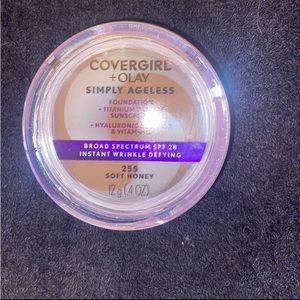 COVERGIRL
+OLAY
SIMPLY AGELESS
FOUNDATION
+ TITANIUM
SUNSCREEN
+ HYALURONIC
& VITAMIN
BROAD SPECTRUM SPF 28
INSTANT WRINKLE DEFYING
255
SOFT HONEY
12g (.4 OZ)